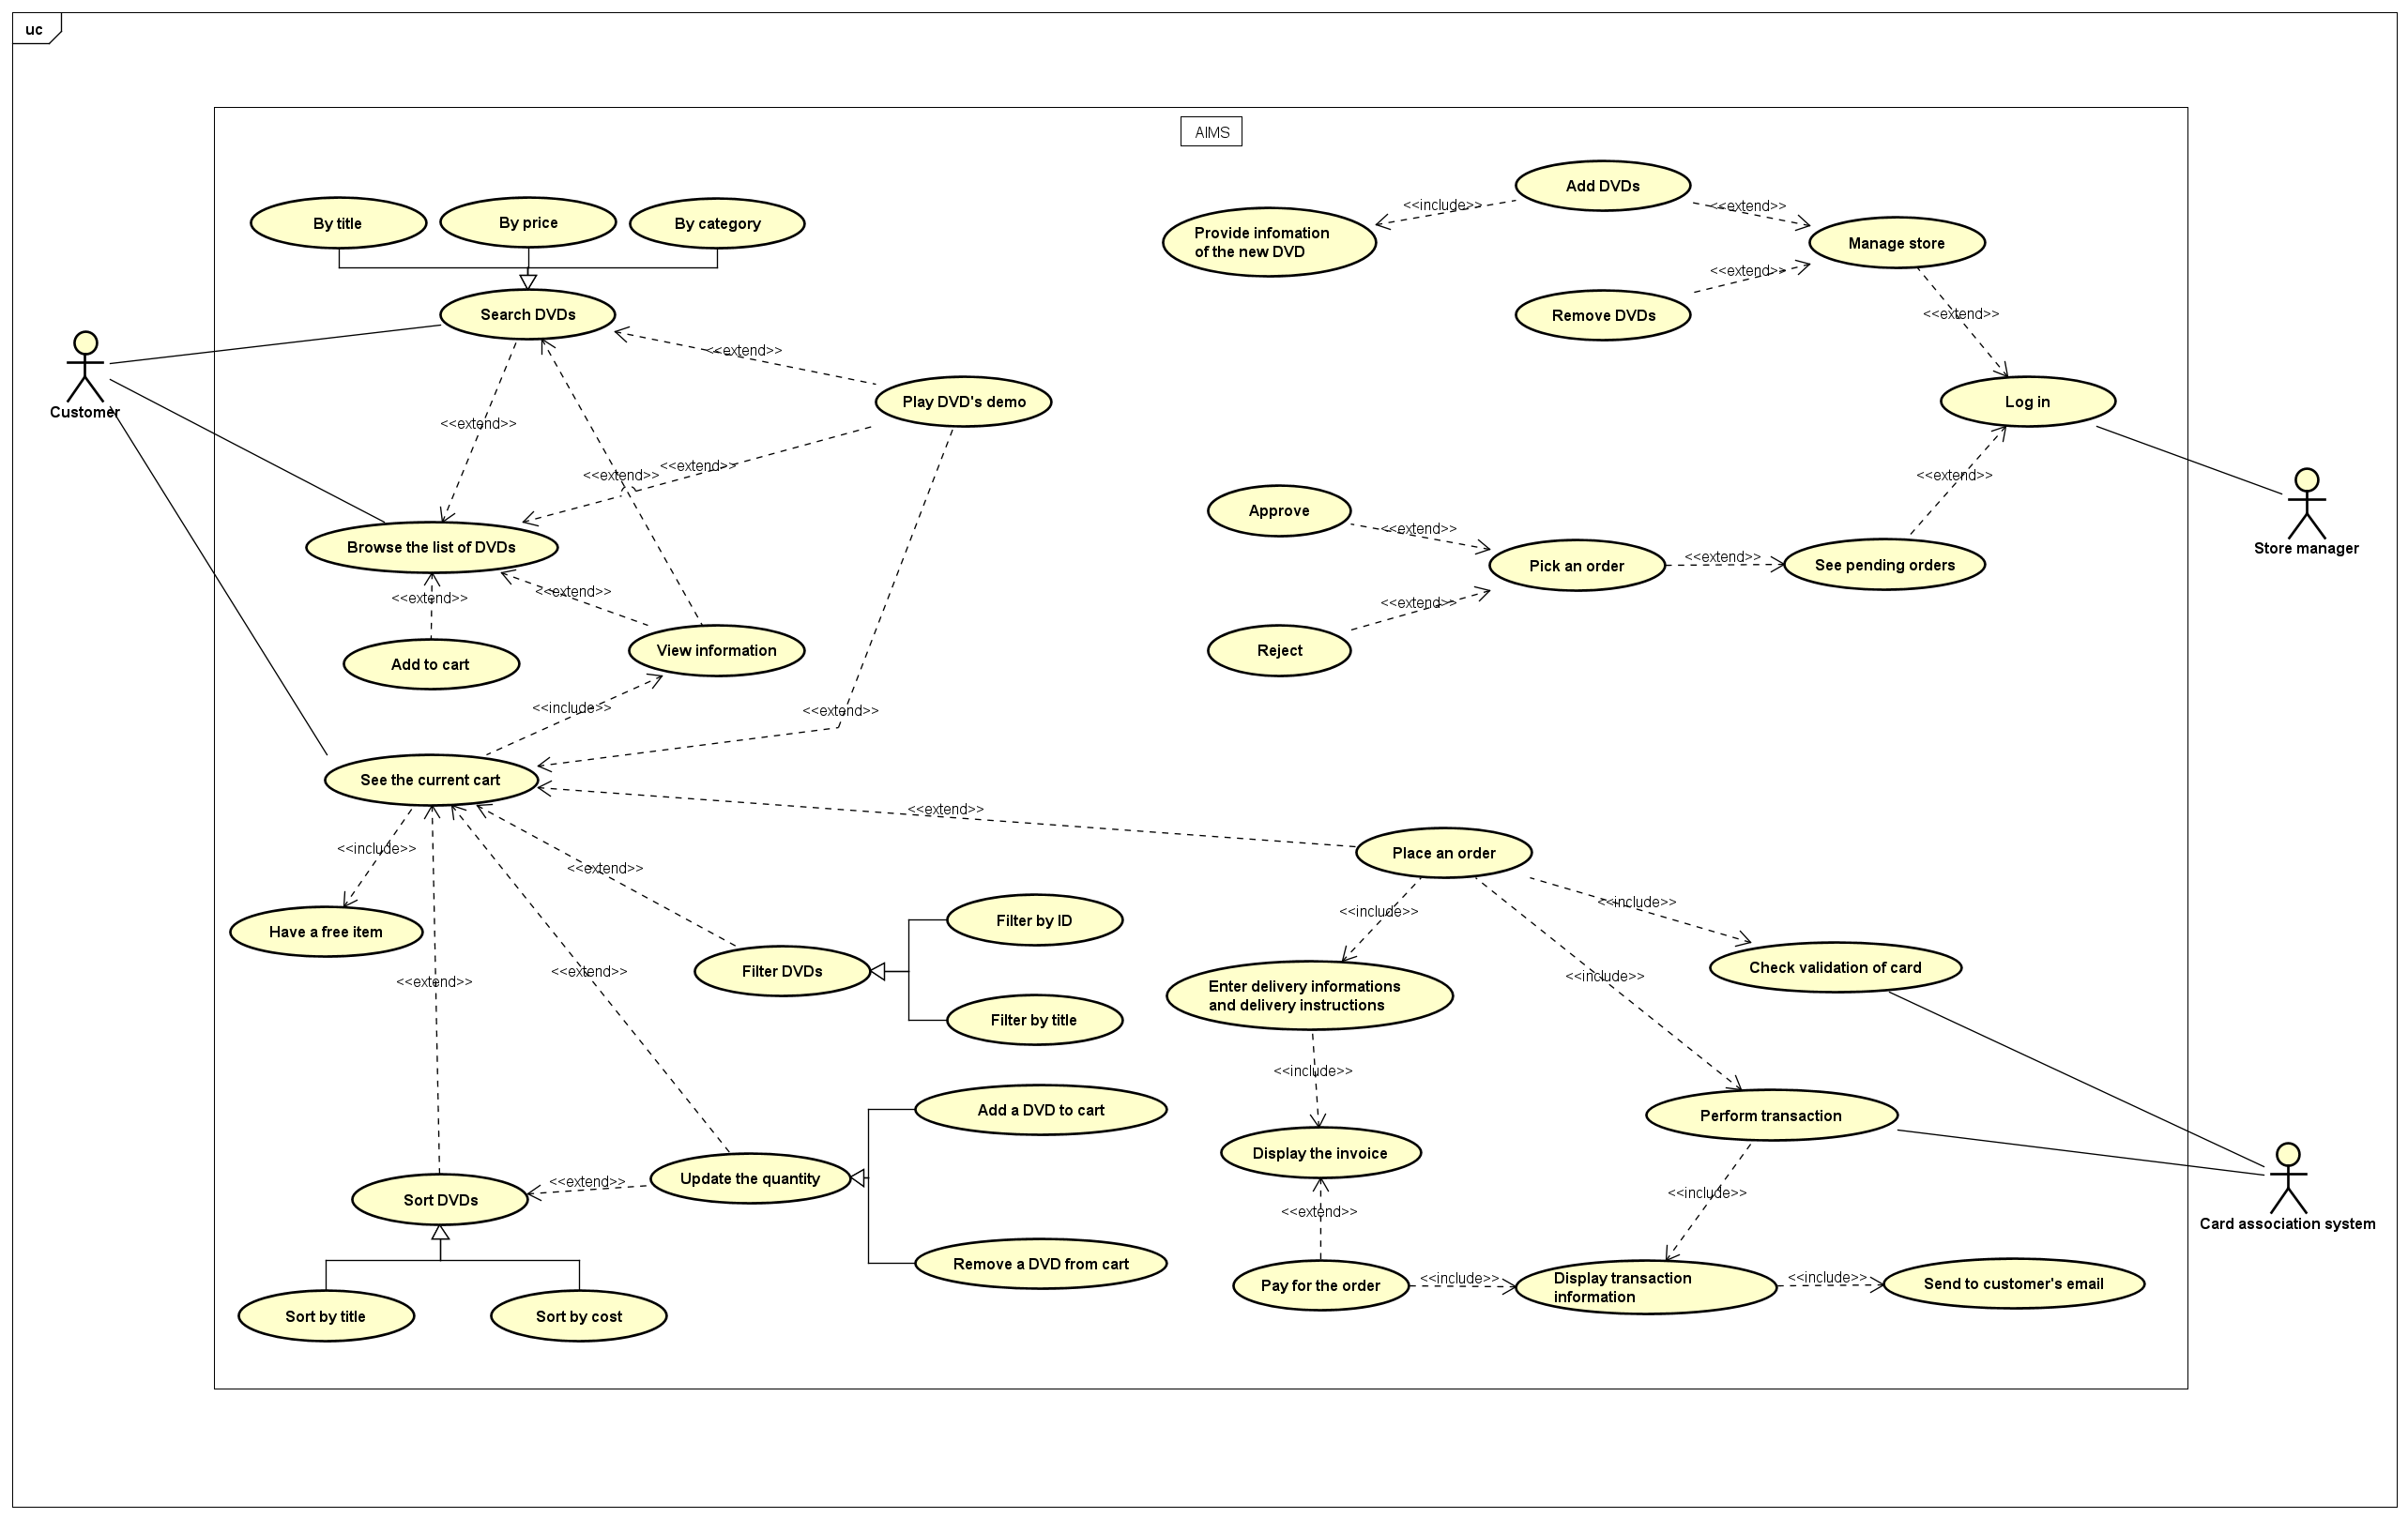 uc
AIMS
Add DVDs
By title
By price
By category
<<include>>
<<extend>>
Provide infomation
of the new DVD
Manage store
<<extend>>
Search DVDs
Remove DVDs
<<extend>>
<<extend>>
Customer
Play DVD's demo
Log in
<<extend>>
<<extend>>
<<extend>>
<<extend>>
Approve
<<extend>>
Store manager
Browse the list of DVDs
<<extend>>
Pick an order
<<extend>>
See pending orders
<<extend>>
<<extend>>
<<extend>>
Add to cart
View information
Reject
<<include>>
<<extend>>
See the current cart
<<extend>>
<<include>>
Place an order
<<extend>>
<<include>>
<<include>>
Have a free item
Filter by ID
<<extend>>
<<extend>>
Filter DVDs
<<include>>
Check validation of card
Enter delivery informations
and delivery instructions
Filter by title
<<include>>
Add a DVD to cart
Perform transaction
Display the invoice
<<extend>>
Update the quantity
Sort DVDs
<<include>>
<<extend>>
Card association system
Remove a DVD from cart
Pay for the order
<<include>>
Display transaction
information
<<include>>
Send to customer's email
Sort by title
Sort by cost